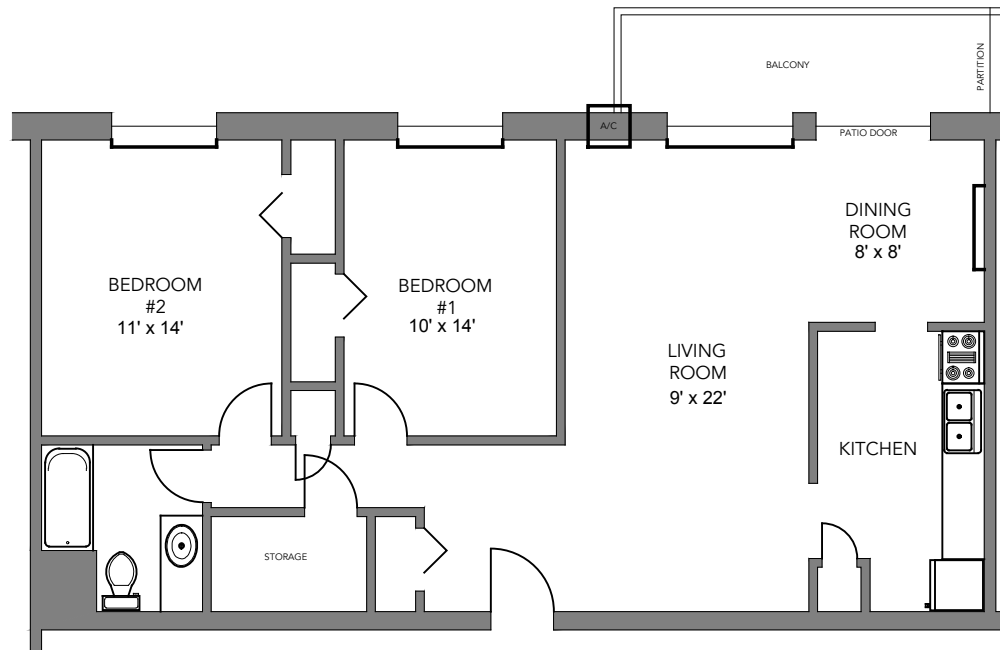 BALCONY
PARTITION
A/C
PATIO DOOR
DINING
ROOM
8' x 8'
BEDROOM
#2
11' x 14'
BEDROOM
#1
10' x 14'
LIVING
ROOM
9' x 22'
KITCHEN
STORAGE